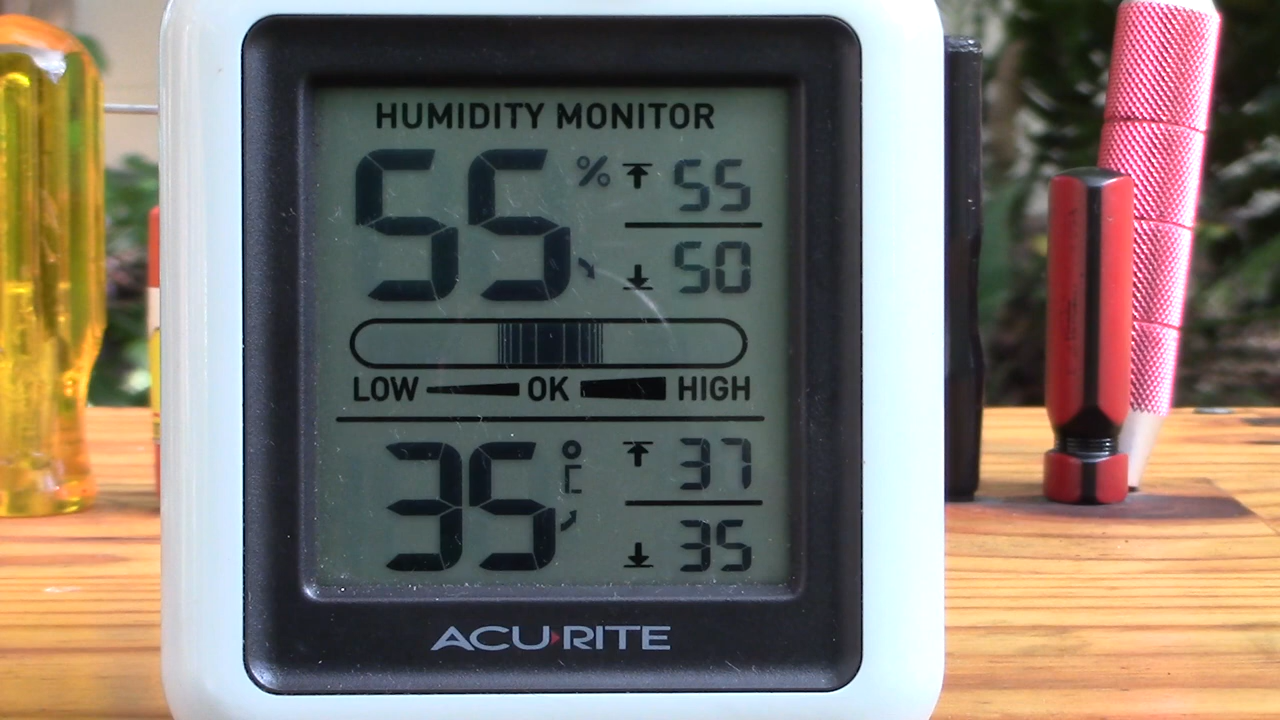 HUMIDITY MONITOR
55 % 55
50
LOW OK HIGH
35 °C 37
35
ACURITE